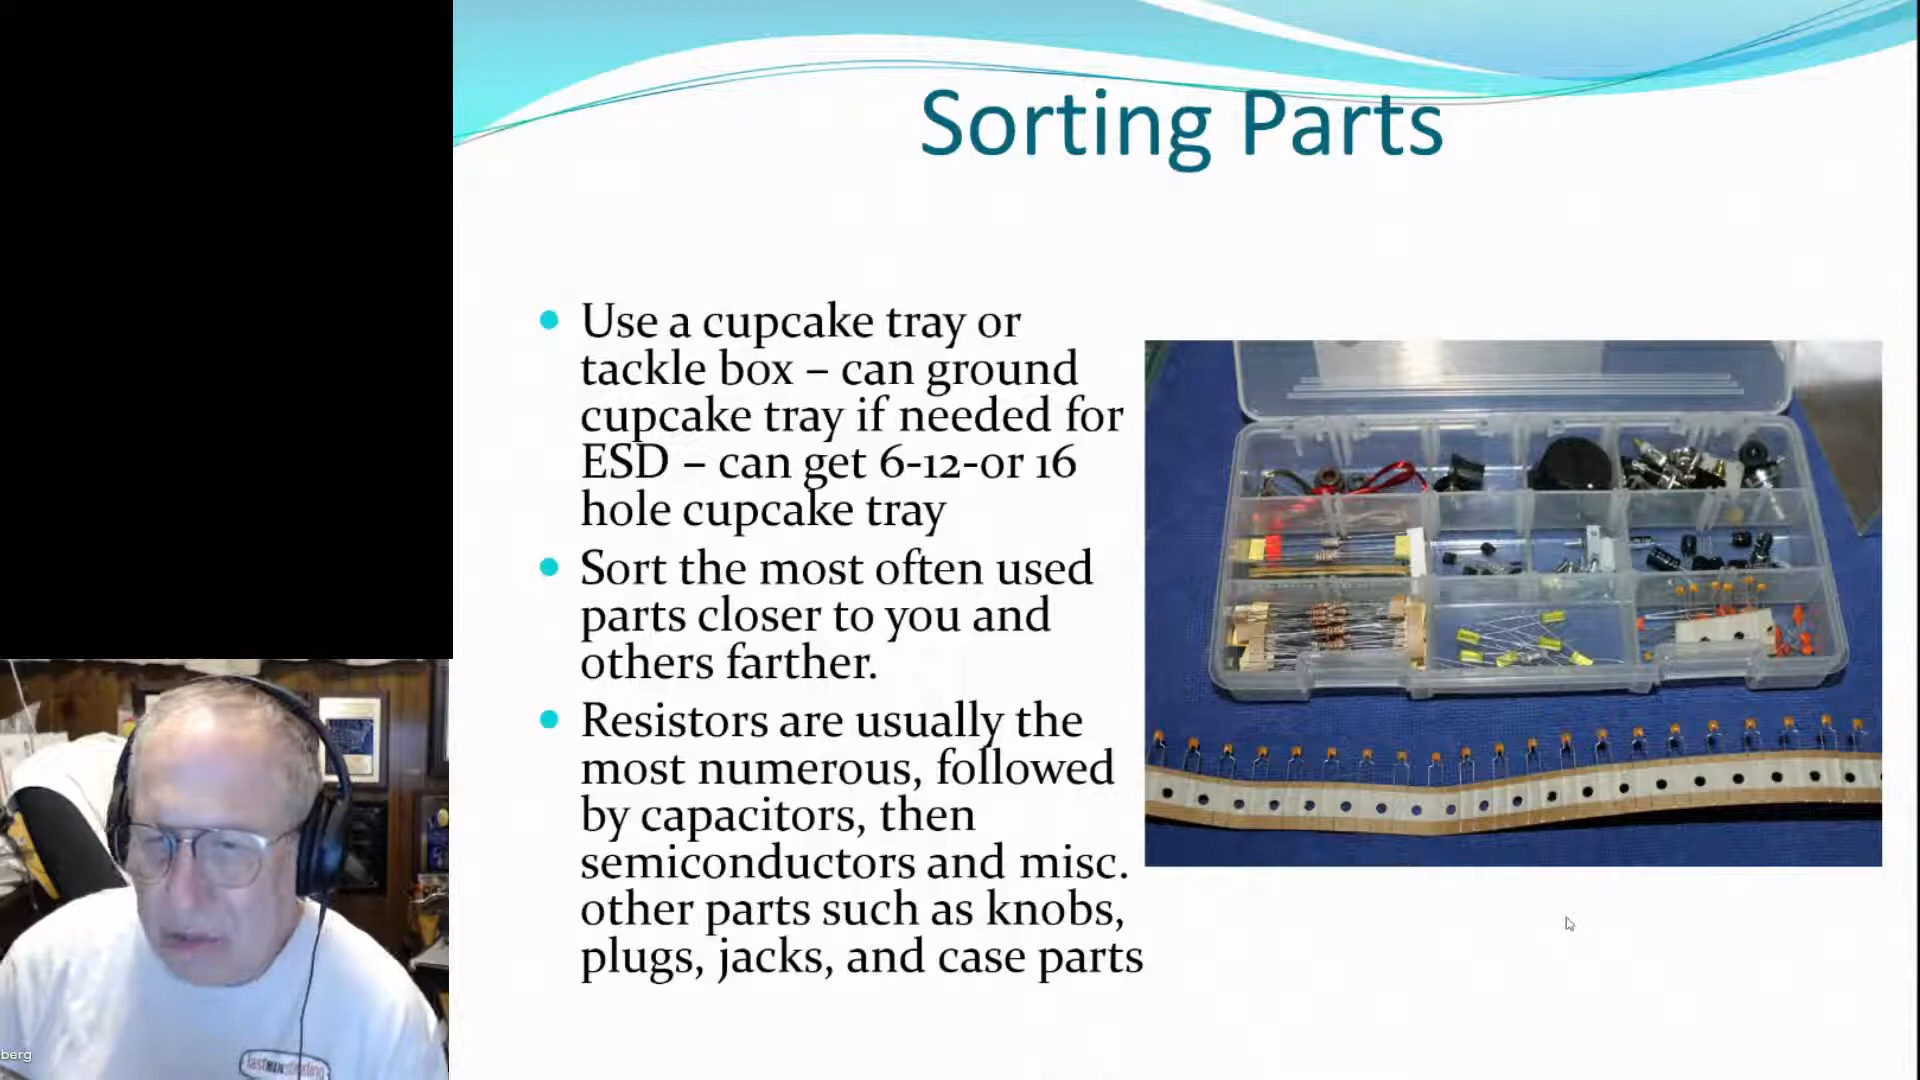 Sorting Parts
Use a cupcake tray or
tackle box – can ground
cupcake tray if needed for
ESD – can get 6-12-or 16
hole cupcake tray
Sort the most often used
parts closer to you and
others farther.
Resistors are usually the
most numerous, followed
by capacitors, then
semiconductors and misc.
other parts such as knobs,
plugs, jacks, and case parts
berg